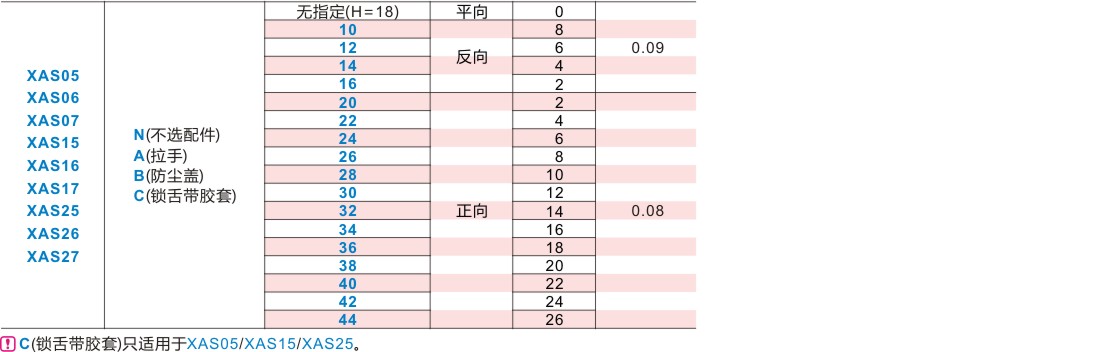 无指定(H=18) 平向 0
10 8
12 6 0.09
反向
14 4
16 2
20 2
22 4
24 6
26 8
28 10
30 12
32 正向 14 0.08
34 16
36 18
38 20
40 22
42 24
44 26
XAS05
XAS06
XAS07
XAS15
XAS16
XAS17
XAS25
XAS26
XAS27
N(不选配件)
A(拉手)
B(防尘盖)
C(锁舌带胶套)
! C(锁舌带胶套)只适用于XAS05/XAS15/XAS25。